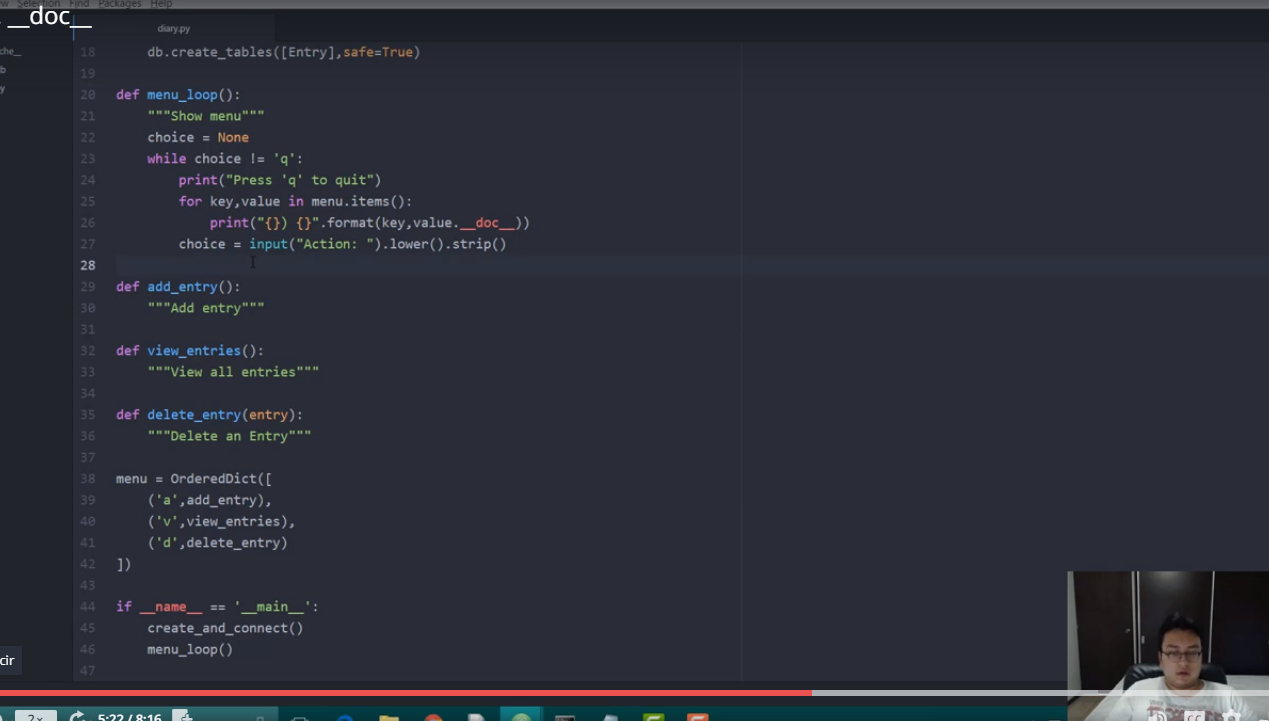 Selection Find Packages Help
__doc__
diary.py
18 db.create_tables([Entry],safe=True)
19
20 def menu_loop():
21 """Show menu"""
22 choice = None
23 while choice != 'q':
24 print("Press 'q' to quit")
25 for key,value in menu.items():
26 print("{}) {}".format(key,value.__doc__))
27 choice = input("Action: ").lower().strip()
28
29 def add_entry():
30 """Add entry"""
31
32 def view_entries():
33 """View all entries"""
34
35 def delete_entry(entry):
36 """Delete an Entry"""
37
38 menu = OrderedDict([
39 ('a',add_entry),
40 ('v',view_entries),
41 ('d',delete_entry)
42 ])
43
44 if __name__ == '__main__':
45 create_and_connect()
46 menu_loop()
47
cir
2x 5:22 / 8:16
CC